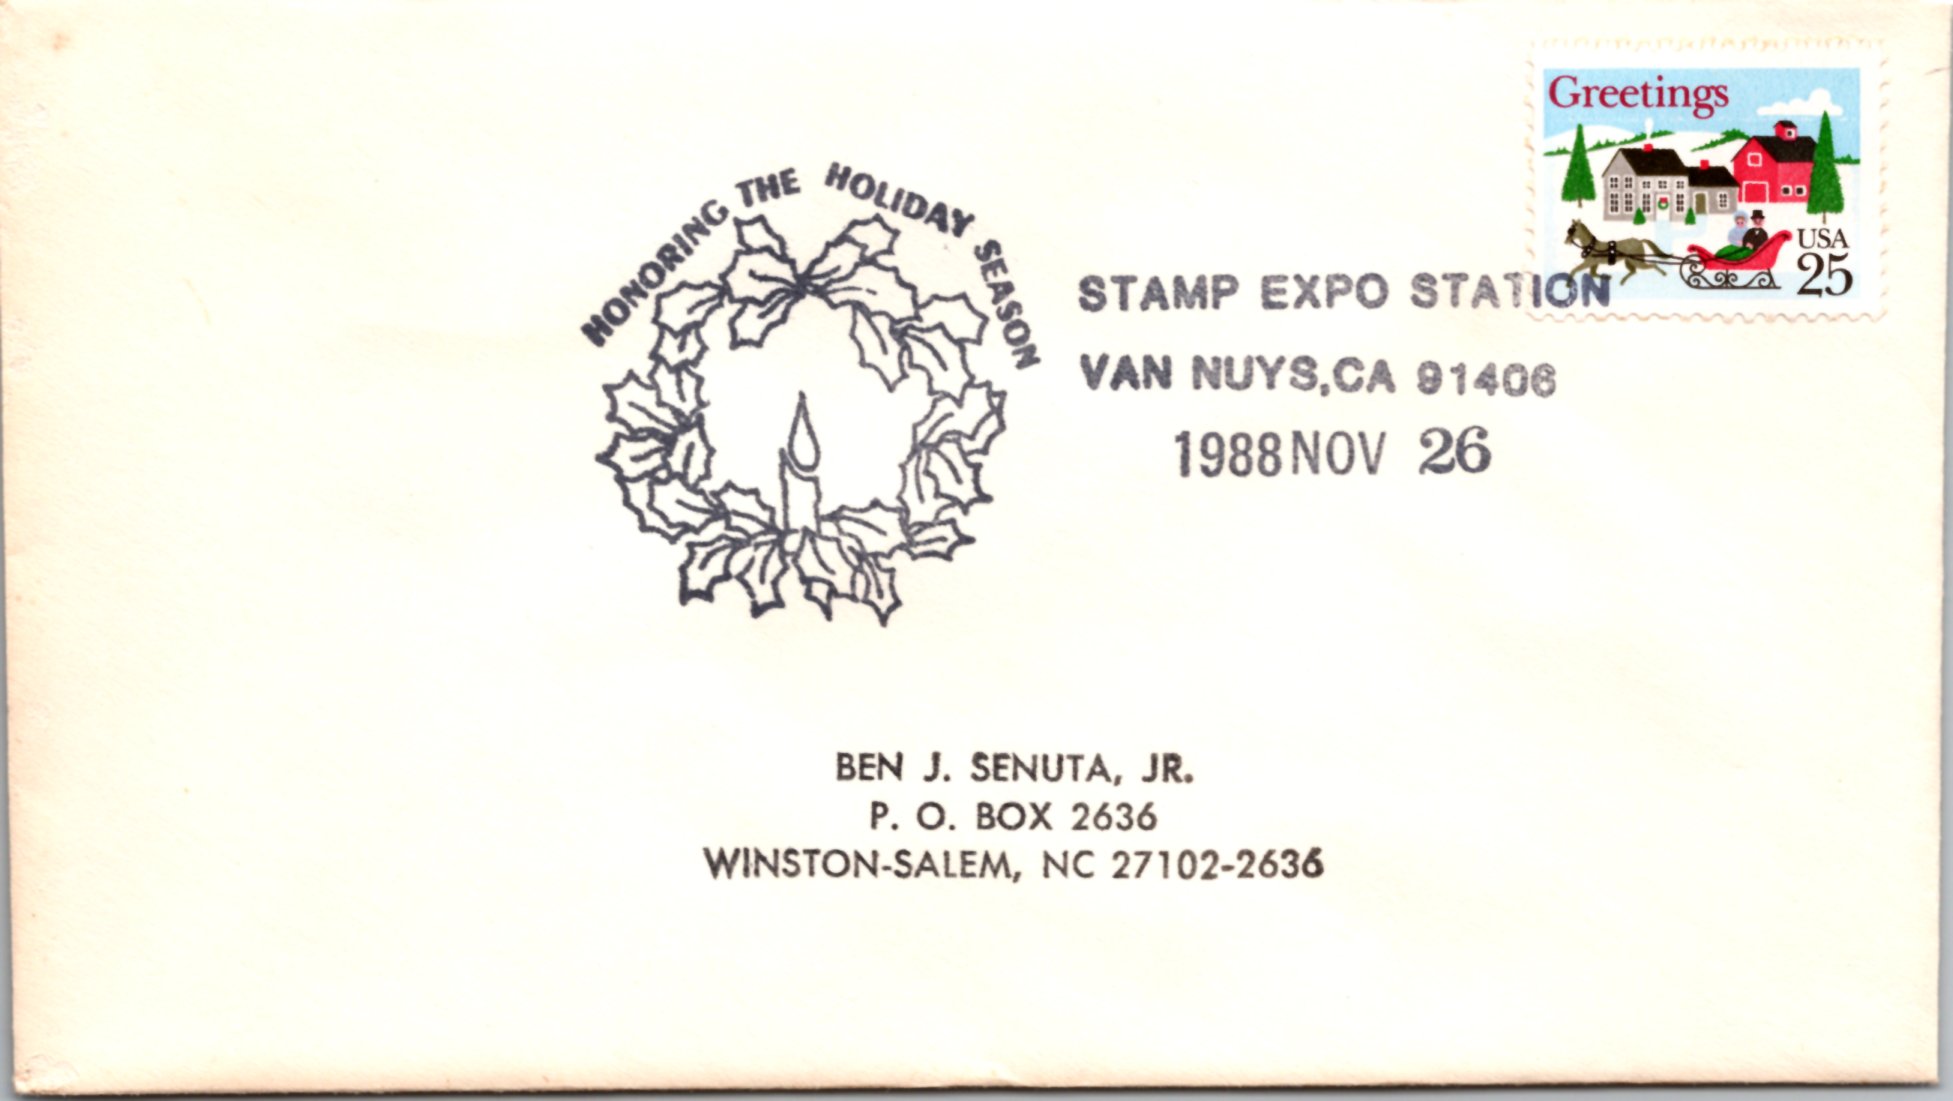 Greetings
USA
25
HONORING THE HOLIDAY SEASON
STAMP EXPO STATION
VAN NUYS, CA 91406
1988 NOV 26
BEN J. SENUTA, JR.
P. O. BOX 2636
WINSTON-SALEM, NC 27102-2636